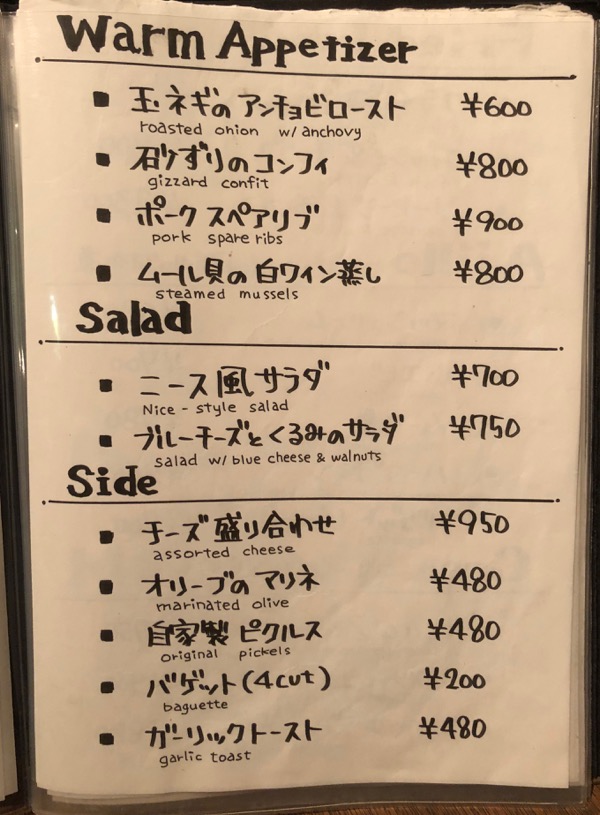 Warm Appetizer
■ 玉ネギの アンチョビロースト ¥600
roasted onion w/ anchovy
■ 砂ずりのコンフィ ¥800
gizzard confit
■ ポーク スペアリブ ¥900
pork spare ribs
■ ムール貝の 白ワイン蒸し ¥800
steamed mussels
Salad
■ ニース風サラダ ¥700
Nice-style salad
■ ブルーチーズとくるみのサラダ ¥750
salad w/ blue cheese & walnuts
Side
■ チーズ盛り合わせ ¥950
assorted cheese
■ オリーブのマリネ ¥480
marinated olive
■ 自家製 ピクルス ¥480
original pickels
■ バゲット(4cut) ¥200
baguette
■ ガーリックトースト ¥480
garlic toast